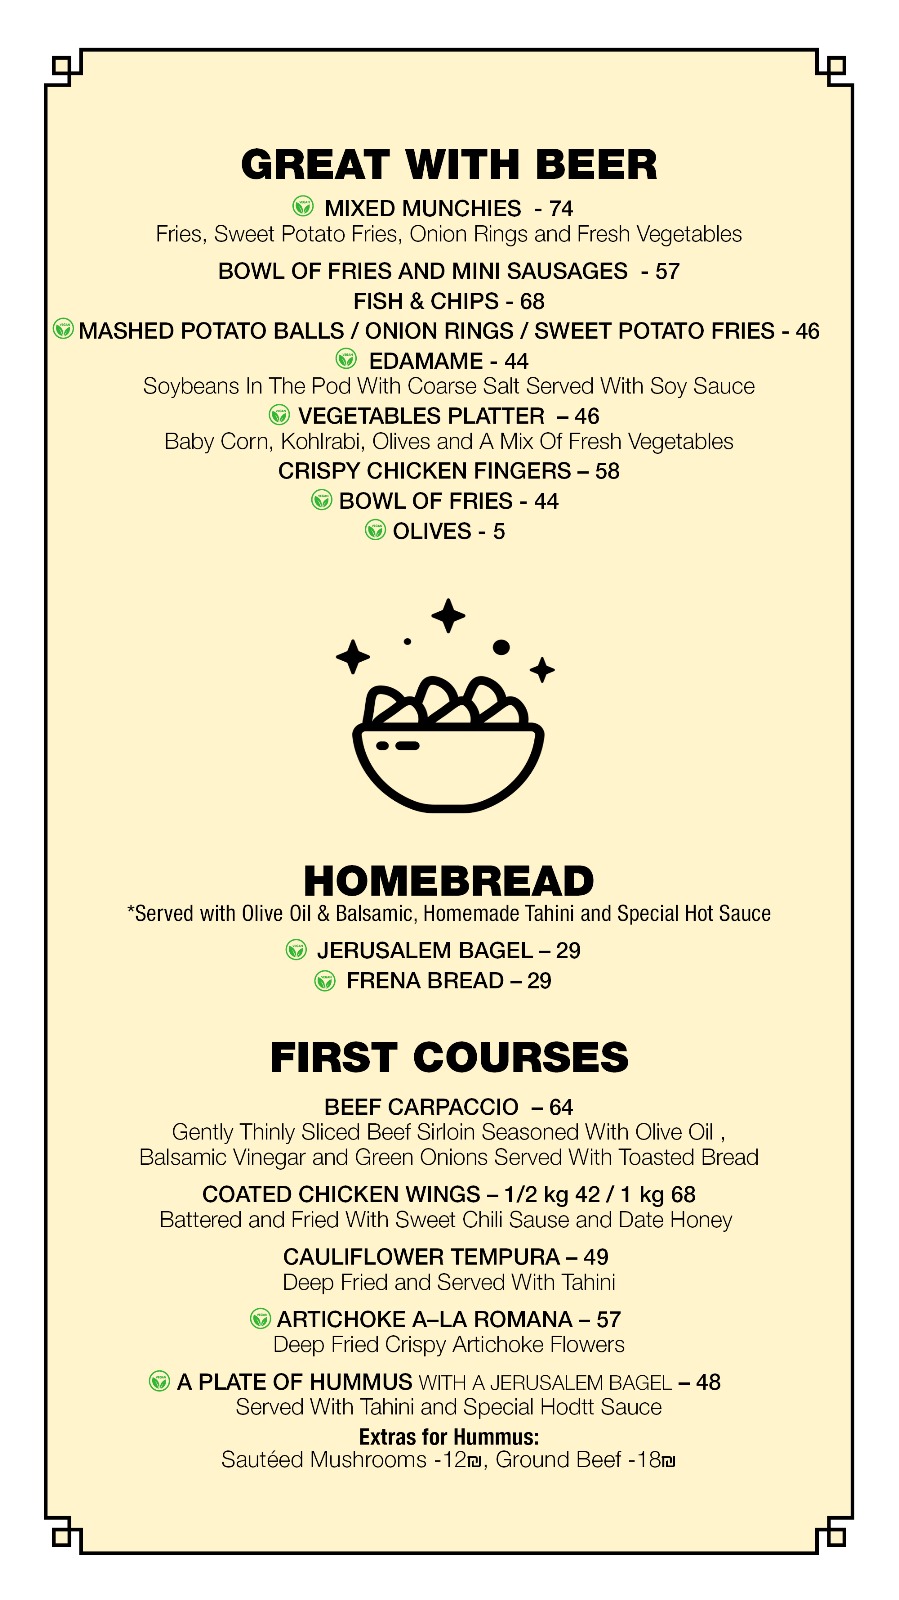 GREAT WITH BEER
MIXED MUNCHIES - 74
Fries, Sweet Potato Fries, Onion Rings and Fresh Vegetables
BOWL OF FRIES AND MINI SAUSAGES - 57
FISH & CHIPS - 68
MASHED POTATO BALLS / ONION RINGS / SWEET POTATO FRIES - 46
EDAMAME - 44
Soybeans In The Pod With Coarse Salt Served With Soy Sauce
VEGETABLES PLATTER – 46
Baby Corn, Kohlrabi, Olives and A Mix Of Fresh Vegetables
CRISPY CHICKEN FINGERS – 58
BOWL OF FRIES - 44
OLIVES - 5
HOMEBREAD
*Served with Olive Oil & Balsamic, Homemade Tahini and Special Hot Sauce
JERUSALEM BAGEL – 29
FRENA BREAD – 29
FIRST COURSES
BEEF CARPACCIO – 64
Gently Thinly Sliced Beef Sirloin Seasoned With Olive Oil ,
Balsamic Vinegar and Green Onions Served With Toasted Bread
COATED CHICKEN WINGS – 1/2 kg 42 / 1 kg 68
Battered and Fried With Sweet Chili Sause and Date Honey
CAULIFLOWER TEMPURA – 49
Deep Fried and Served With Tahini
ARTICHOKE A–LA ROMANA – 57
Deep Fried Crispy Artichoke Flowers
A PLATE OF HUMMUS WITH A JERUSALEM BAGEL – 48
Served With Tahini and Special Hodtt Sauce
Extras for Hummus:
Sautéed Mushrooms -12₪, Ground Beef -18₪